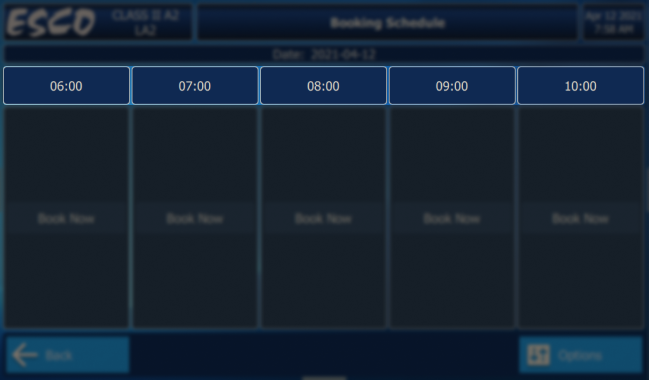 ESCO
CLASS II A2
LA2
Booking Schedule
Apr 12 2021
7:58 AM
Date: 2021-04-12
06:00 07:00 08:00 09:00 10:00
Book Now Book Now Book Now Book Now Book Now
Back Options